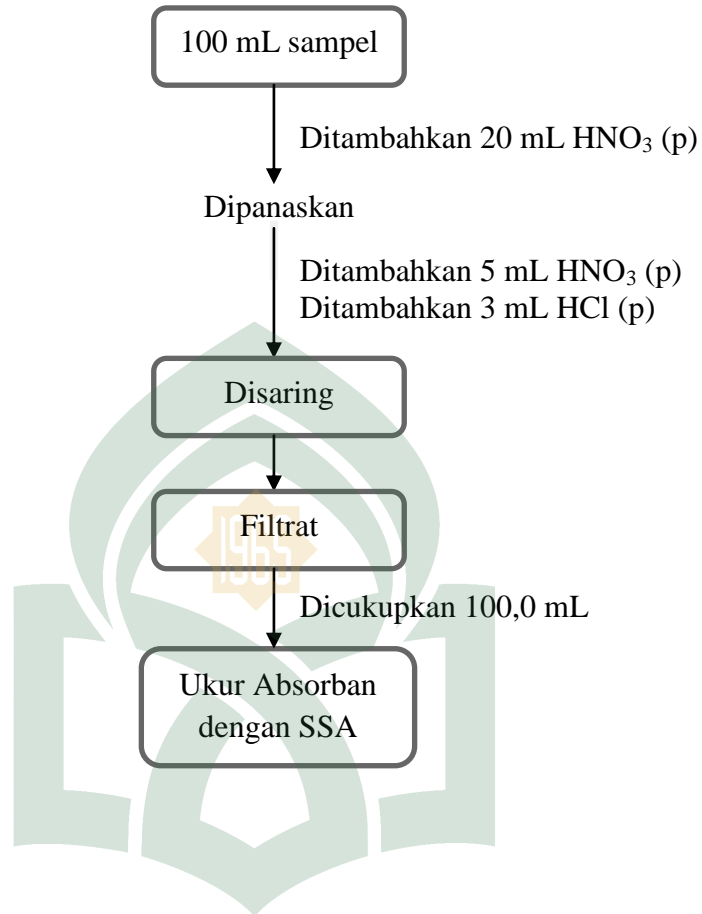 100 mL sampel
Ditambahkan 20 mL HNO₃ (p)
Dipanaskan
Ditambahkan 5 mL HNO₃ (p)
Ditambahkan 3 mL HCl (p)
Disaring
Filtrat
1965
Dicukupkan 100,0 mL
Ukur Absorban
dengan SSA